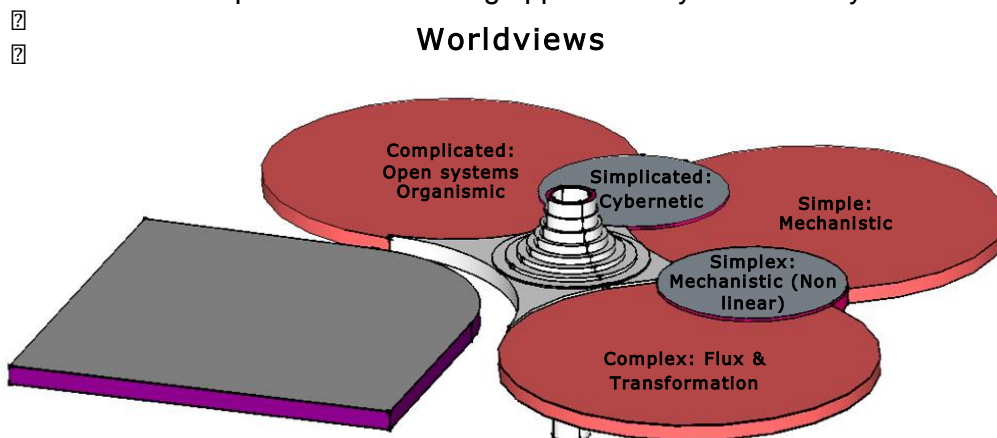 Worldviews
Complicated:
Open systems
Organismic
Simplicated:
Cybernetic
Simple:
Mechanistic
Simplex:
Mechanistic (Non
linear)
Complex: Flux &
Transformation